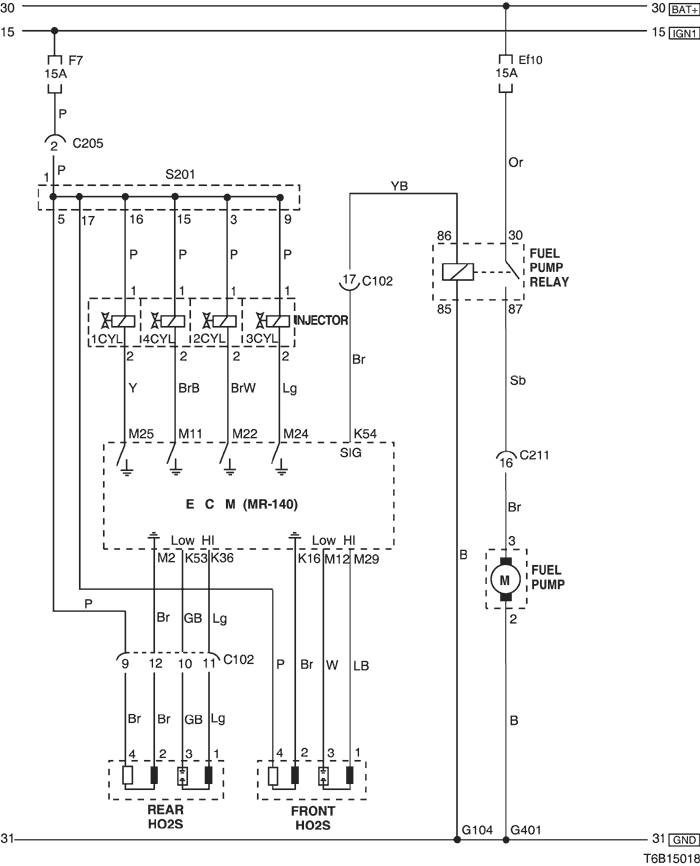 30 30 BAT+
15 15 IGN1
F7 Ef10
15A 15A
P
2 C205
P Or
1 S201
YB
5 17 16 15 3 9
86 30
P P P P
FUEL
PUMP
RELAY
17 C102
1 1 1 1
85 87
INJECTOR
1CYL 4CYL 2CYL 3CYL
2 2 2 2
Br
Y BrB BrW Lg
Sb
M25 M11 M22 M24 K54
SIG
C211
16
E C M (MR-140)
Br
Low HI Low HI
3
M2 K53 K36 K16 M12 M29
B
M
FUEL
PUMP
P
Br GB Lg
2
9 12 10 11 C102
P Br W LB
Br Br GB Lg
B
4 2 3 1 4 2 3 1
REAR
HO2S
FRONT
HO2S
G104 G401
31 31 GND
T6B15018